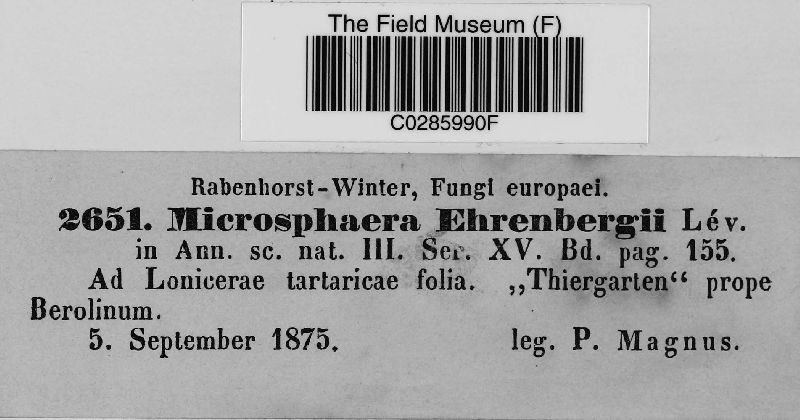 The Field Museum (F)
C0285990F
Rabenhorst-Winter, Fungi europaei.
2651. Microsphaera Ehrenbergii Lév.
in Ann. sc. nat. III. Ser. XV. Bd. pag. 155.
Ad Lonicerae tartaricae folia. „Thiergarten“ prope
Berolinum.
5. September 1875. leg. P. Magnus.